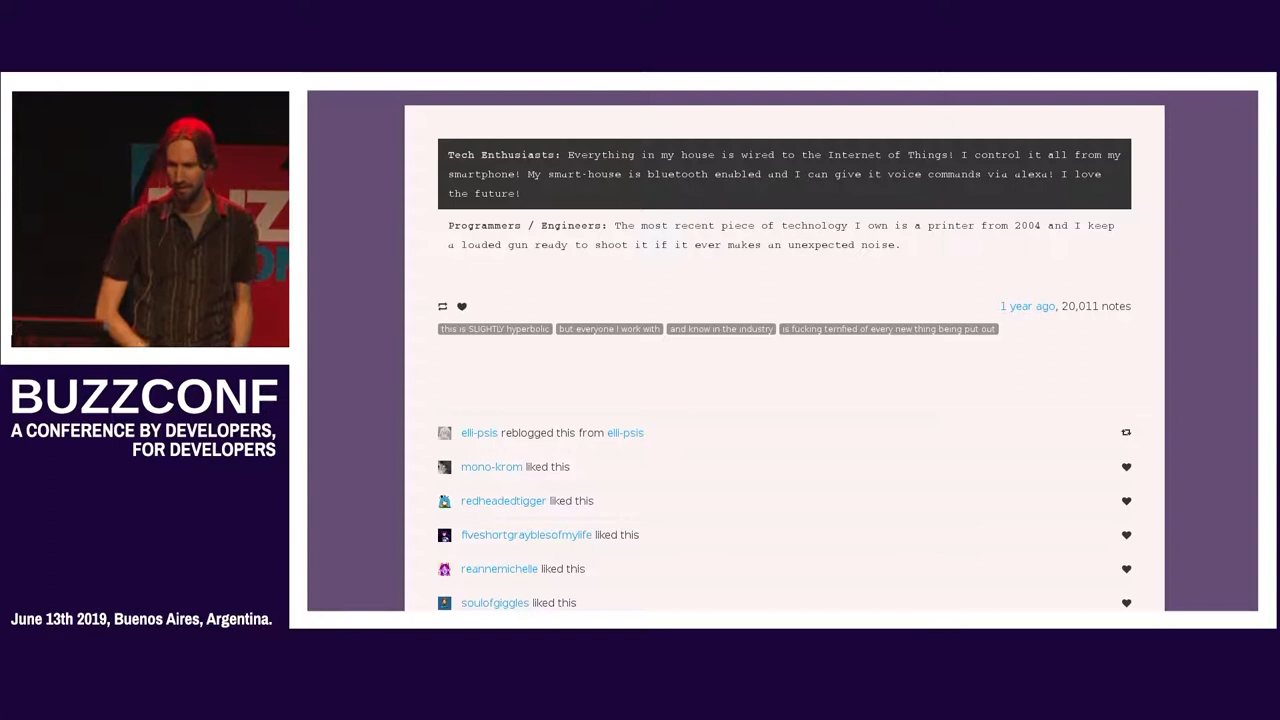 Tech Enthusiasts: Everything in my house is wired to the Internet of Things! I control it all from my
smartphone! My smart-house is bluetooth enabled and I can give it voice commands via alexa! I love
the future!
Programmers / Engineers: The most recent piece of technology I own is a printer from 2004 and I keep
a loaded gun ready to shoot it if it ever makes an unexpected noise.
1 year ago, 20,011 notes
this is SLIGHTLY hyperbolic but everyone I work with and know in the industry is fucking terrified of every new thing being put out
elli-psis reblogged this from elli-psis
mono-krom liked this
redheadedtigger liked this
fiveshortgrayblesofmylife liked this
reannemichelle liked this
soulofgiggles liked this
BUZZCONF
A CONFERENCE BY DEVELOPERS,
FOR DEVELOPERS
June 13th 2019, Buenos Aires, Argentina.